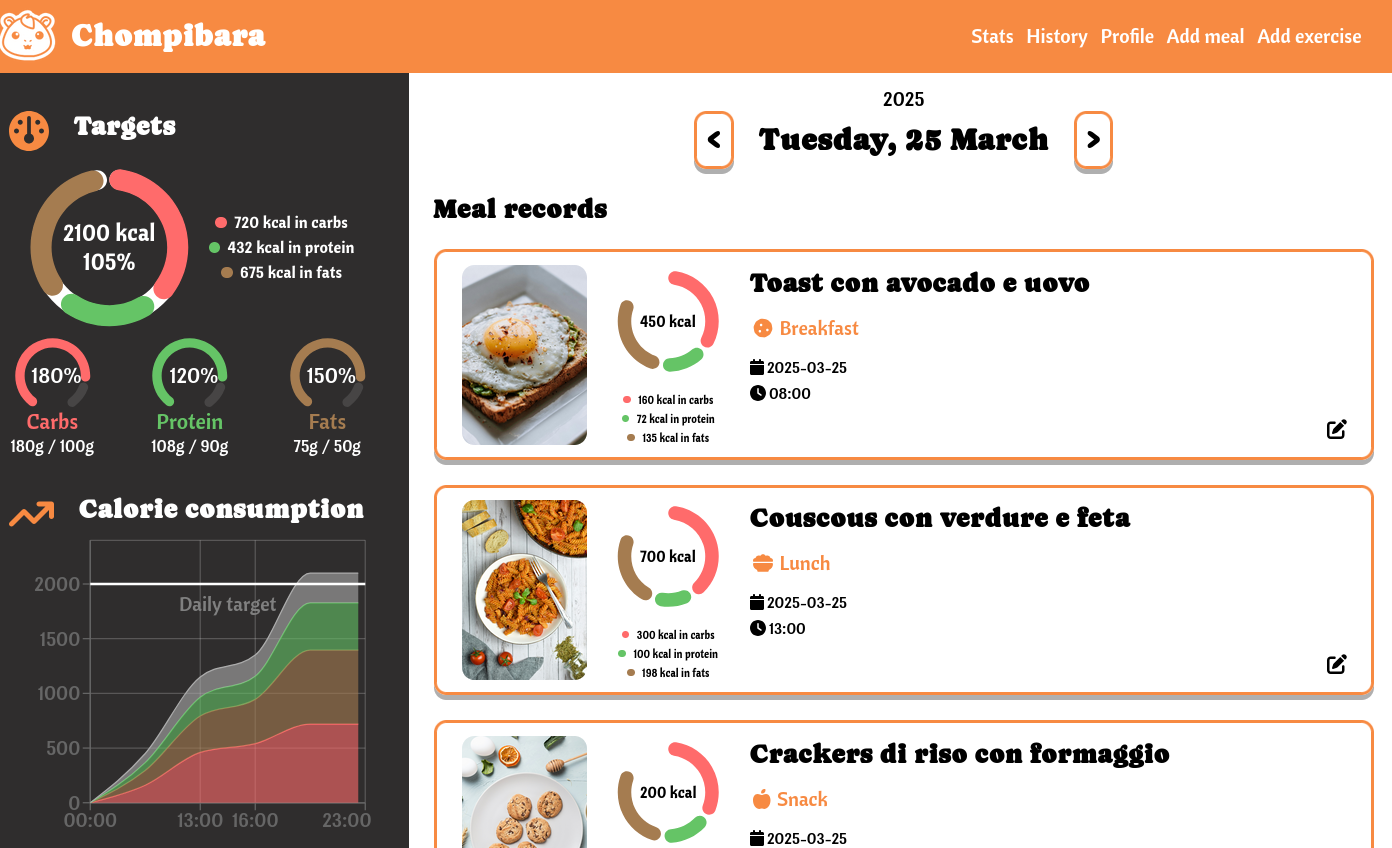 Chompibara
Stats History Profile Add meal Add exercise
Targets
2100 kcal
105%
720 kcal in carbs
432 kcal in protein
675 kcal in fats
180%
Carbs
180g / 100g
120%
Protein
108g / 90g
150%
Fats
75g / 50g
Calorie consumption
2000
1500
1000
500
0
Daily target
00:00 13:00 16:00 23:00
2025
< Tuesday, 25 March >
Meal records
450 kcal
160 kcal in carbs
72 kcal in protein
135 kcal in fats
Toast con avocado e uovo
Breakfast
2025-03-25
08:00
700 kcal
300 kcal in carbs
100 kcal in protein
198 kcal in fats
Couscous con verdure e feta
Lunch
2025-03-25
13:00
200 kcal
Crackers di riso con formaggio
Snack
2025-03-25